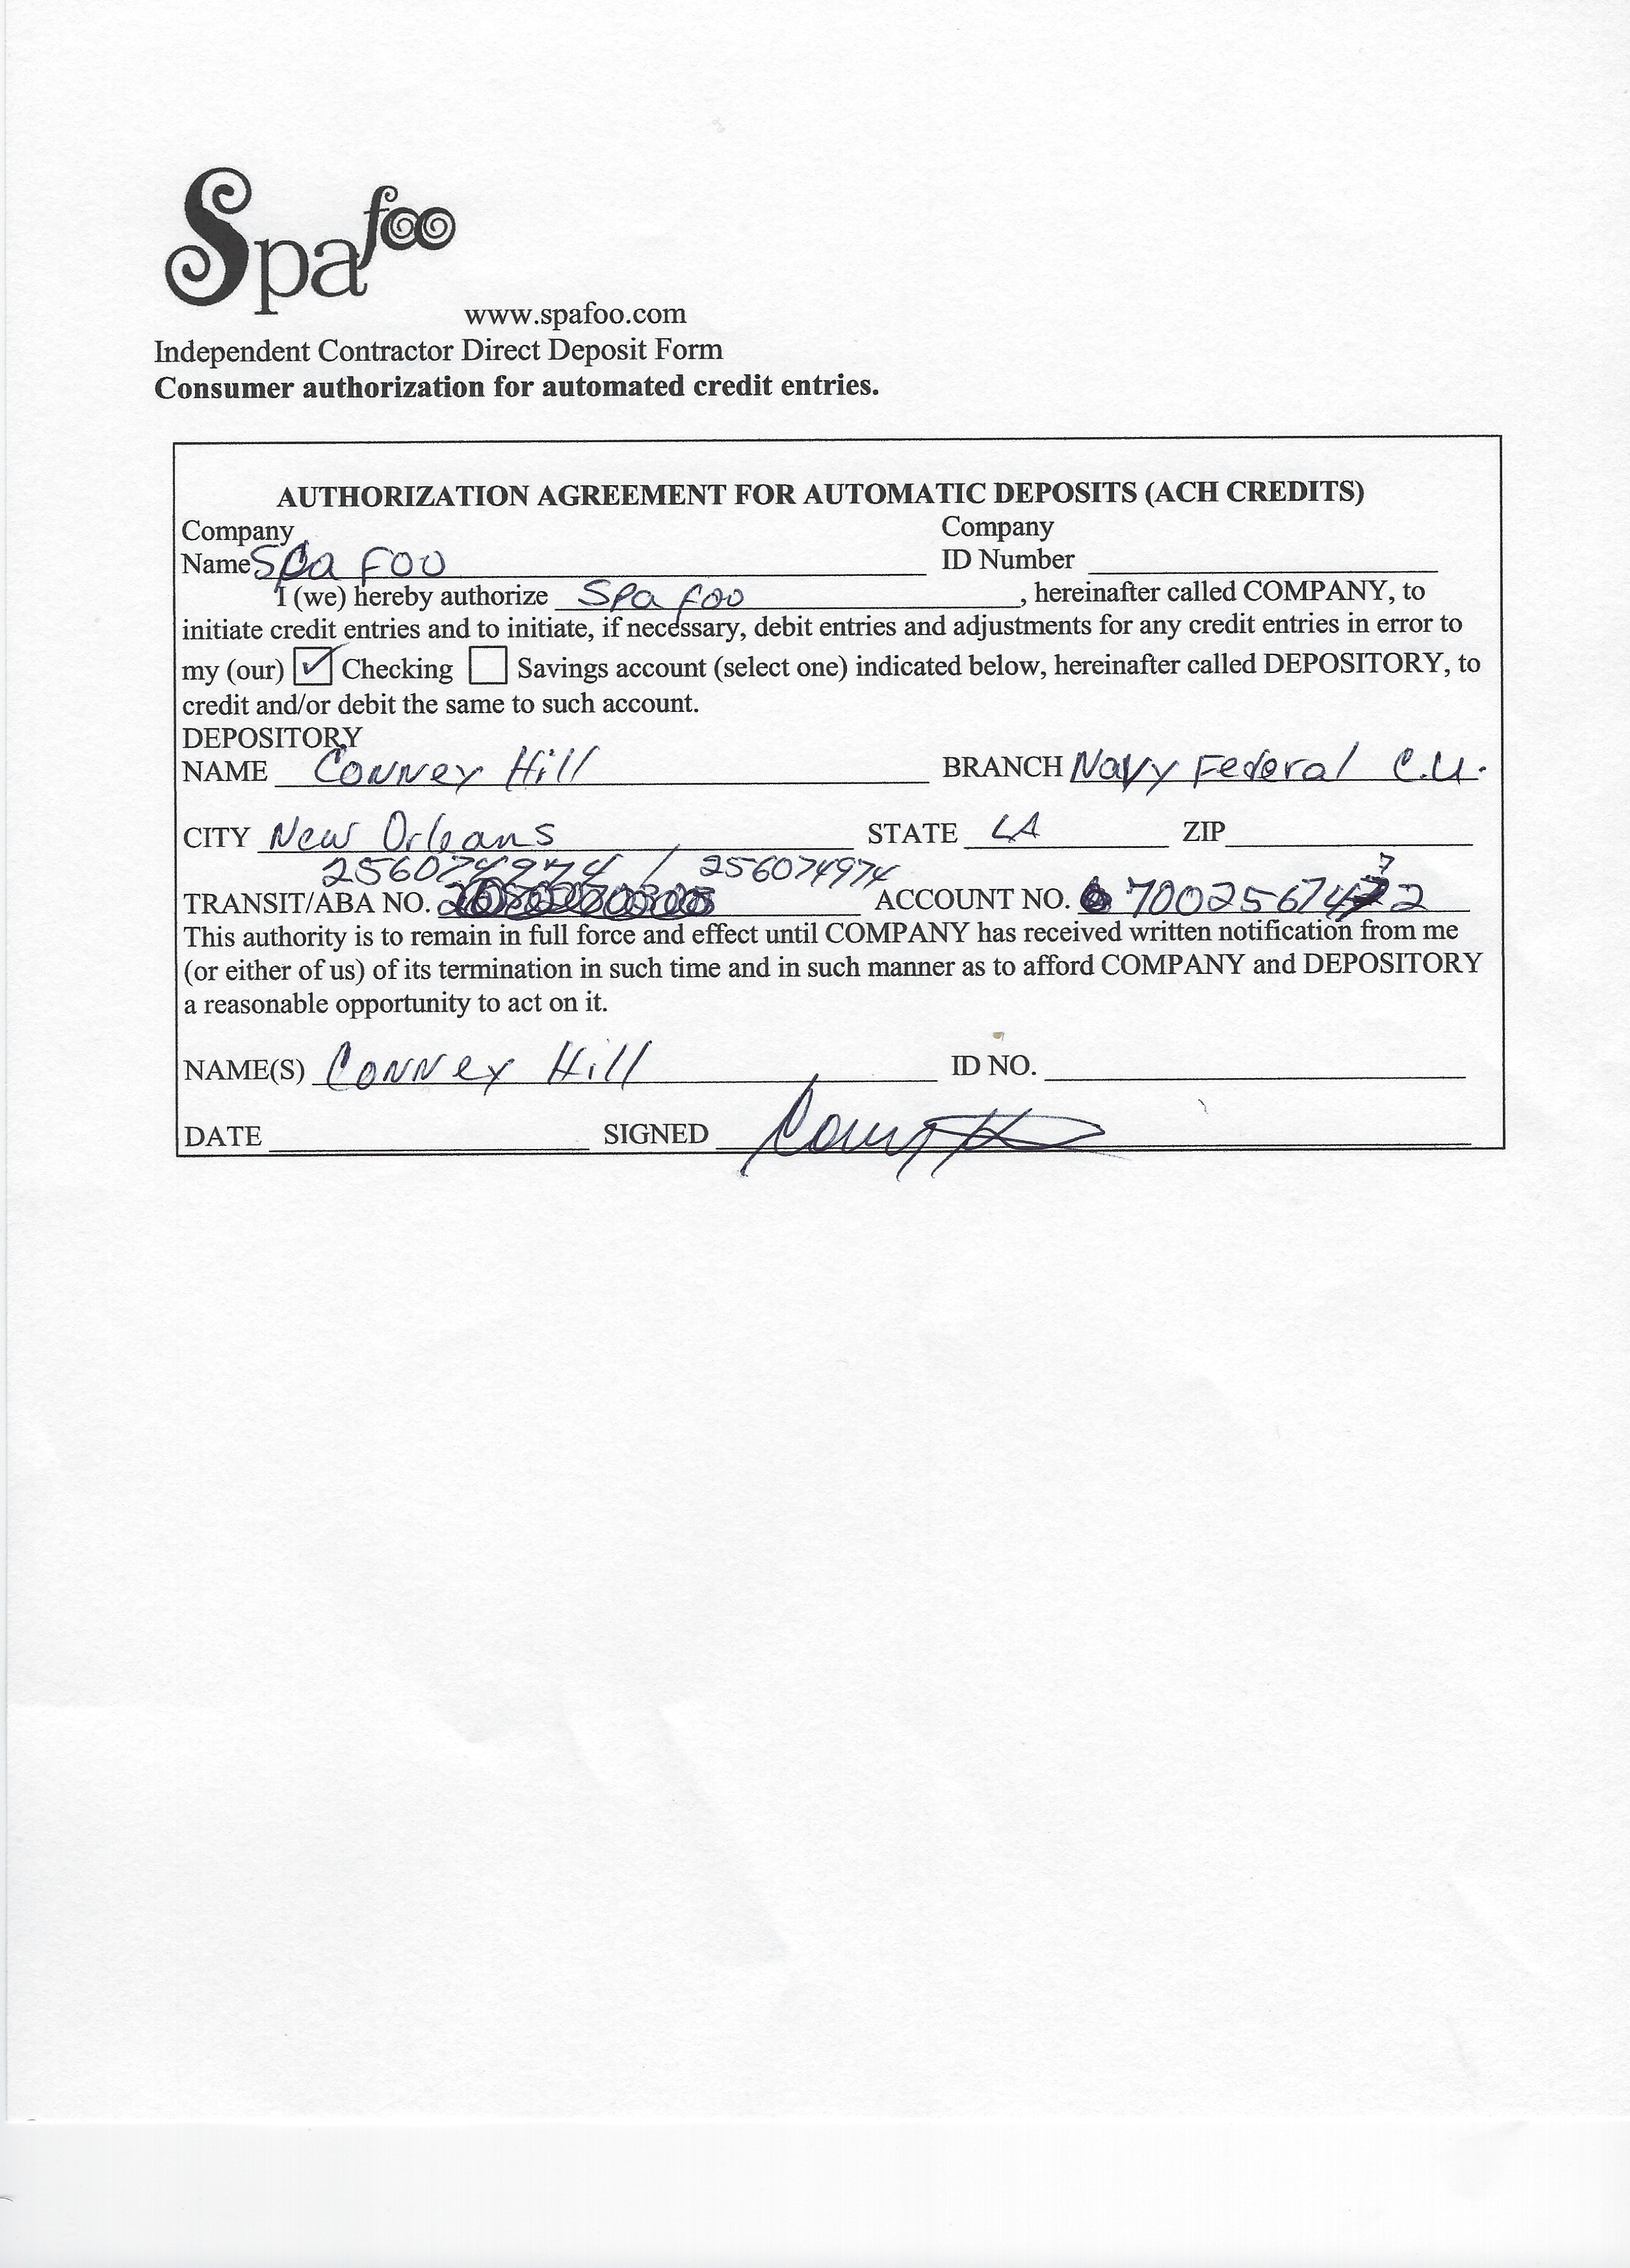 Spa foo
www.spafoo.com
Independent Contractor Direct Deposit Form
Consumer authorization for automated credit entries.
AUTHORIZATION AGREEMENT FOR AUTOMATIC DEPOSITS (ACH CREDITS)
Company Company
Name Spa Foo ID Number
I (we) hereby authorize Spa foo , hereinafter called COMPANY, to
initiate credit entries and to initiate, if necessary, debit entries and adjustments for any credit entries in error to
my (our) ✓ Checking Savings account (select one) indicated below, hereinafter called DEPOSITORY, to
credit and/or debit the same to such account.
DEPOSITORY
NAME Conney Hill BRANCH Navy Federal C.U.
CITY New Orleans STATE LA ZIP
256074974 / 256074974 7
TRANSIT/ABA NO. ACCOUNT NO. 7002567472
This authority is to remain in full force and effect until COMPANY has received written notification from me
(or either of us) of its termination in such time and in such manner as to afford COMPANY and DEPOSITORY
a reasonable opportunity to act on it.
NAME(S) Conney Hill ID NO.
DATE SIGNED